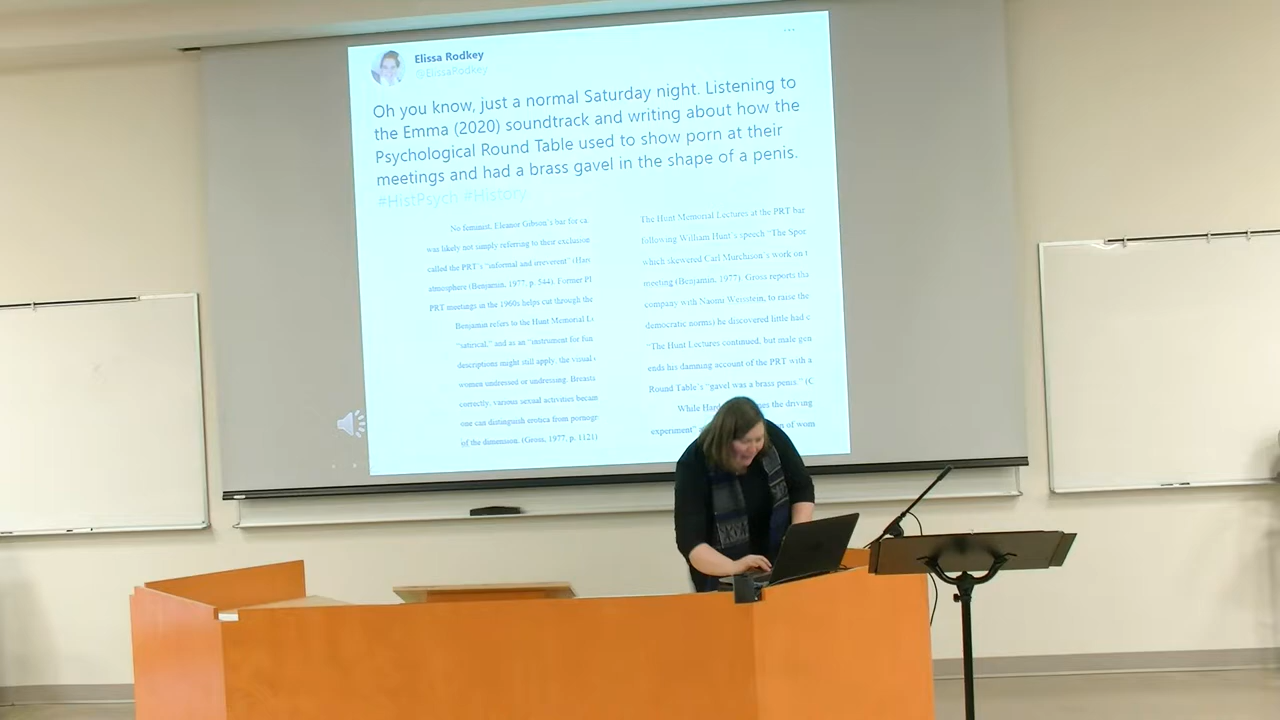 Elissa Rodkey
@ElissaRodkey
Oh you know, just a normal Saturday night. Listening to
the Emma (2020) soundtrack and writing about how the
Psychological Round Table used to show porn at their
meetings and had a brass gavel in the shape of a penis.
#HistPsych #History
No feminist, Eleanor Gibson's bar for ca
was likely not simply referring to their exclusion
called the PRT's "informal and irreverent" (Hars
atmosphere (Benjamin, 1977, p. 544). Former PI
PRT meetings in the 1960s helps cut through the
Benjamin refers to the Hunt Memorial Le
"satirical," and as an "instrument for fun
descriptions might still apply, the visual
women undressed or undressing. Breasts
correctly, various sexual activities becam
one can distinguish erotica from pornogr
of the dimension. (Gross, 1977, p. 1121)
The Hunt Memorial Lectures at the PRT bar
following William Hunt's speech "The Spor
which skewered Carl Murchison's work on t
meeting (Benjamin, 1977). Gross reports tha
company with Naomi Weisstein, to raise the
democratic norms) he discovered little had c
"The Hunt Lectures continued, but male gen
ends his damning account of the PRT with a
Round Table's "gavel was a brass penis." (C
While Hard es the driving
experiment" n of wom